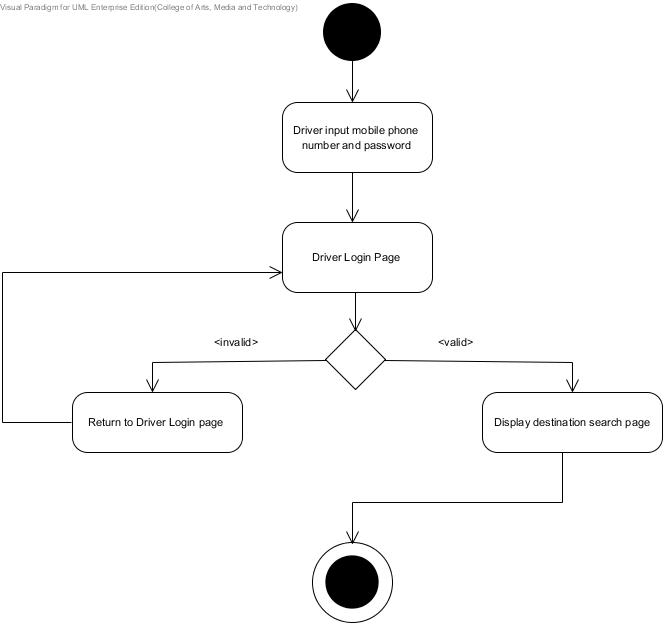 Visual Paradigm for UML Enterprise Edition(College of Arts, Media and Technology)
Driver input mobile phone
number and password
Driver Login Page
<invalid>
<valid>
Return to Driver Login page
Display destination search page